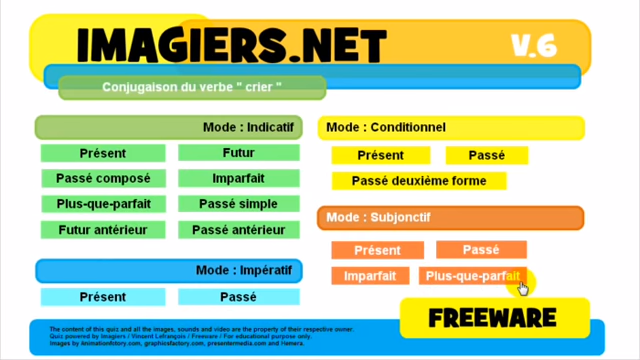 IMAGIERS.NET
V.6
Conjugaison du verbe " crier "
Mode : Indicatif
Présent
Futur
Passé composé
Imparfait
Plus-que-parfait
Passé simple
Futur antérieur
Passé antérieur
Mode : Impératif
Présent
Passé
Mode : Conditionnel
Présent
Passé
Passé deuxième forme
Mode : Subjonctif
Présent
Passé
Imparfait
Plus-que-parfait
FREEWARE
The content of this quiz and all the images, sounds and video are the property of their respective owner.
Quiz powered by Imagiers / Vincent Lefrançois / Freeware / For educational purpose only.
Images by Animationfctory.com, graphicsfactory.com, presentermedia.com and Hemera.